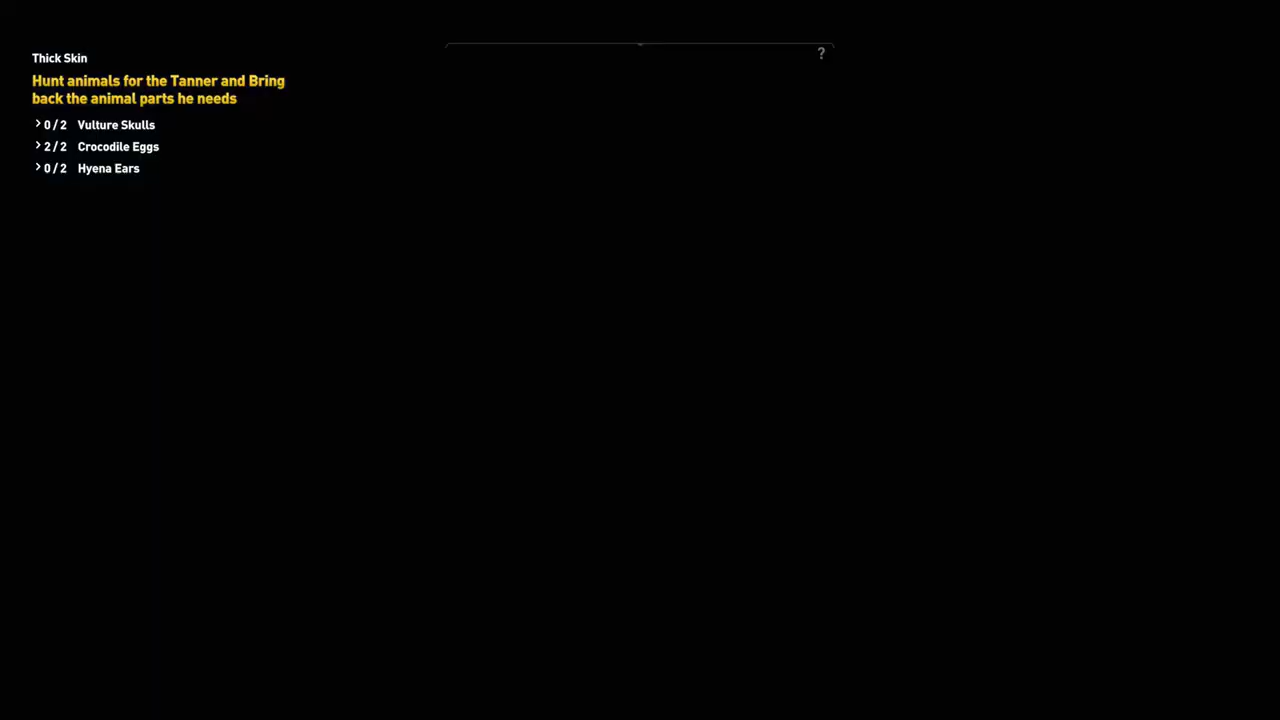 ?
Thick Skin
Hunt animals for the Tanner and Bring
back the animal parts he needs
> 0 / 2 Vulture Skulls
> 2 / 2 Crocodile Eggs
> 0 / 2 Hyena Ears